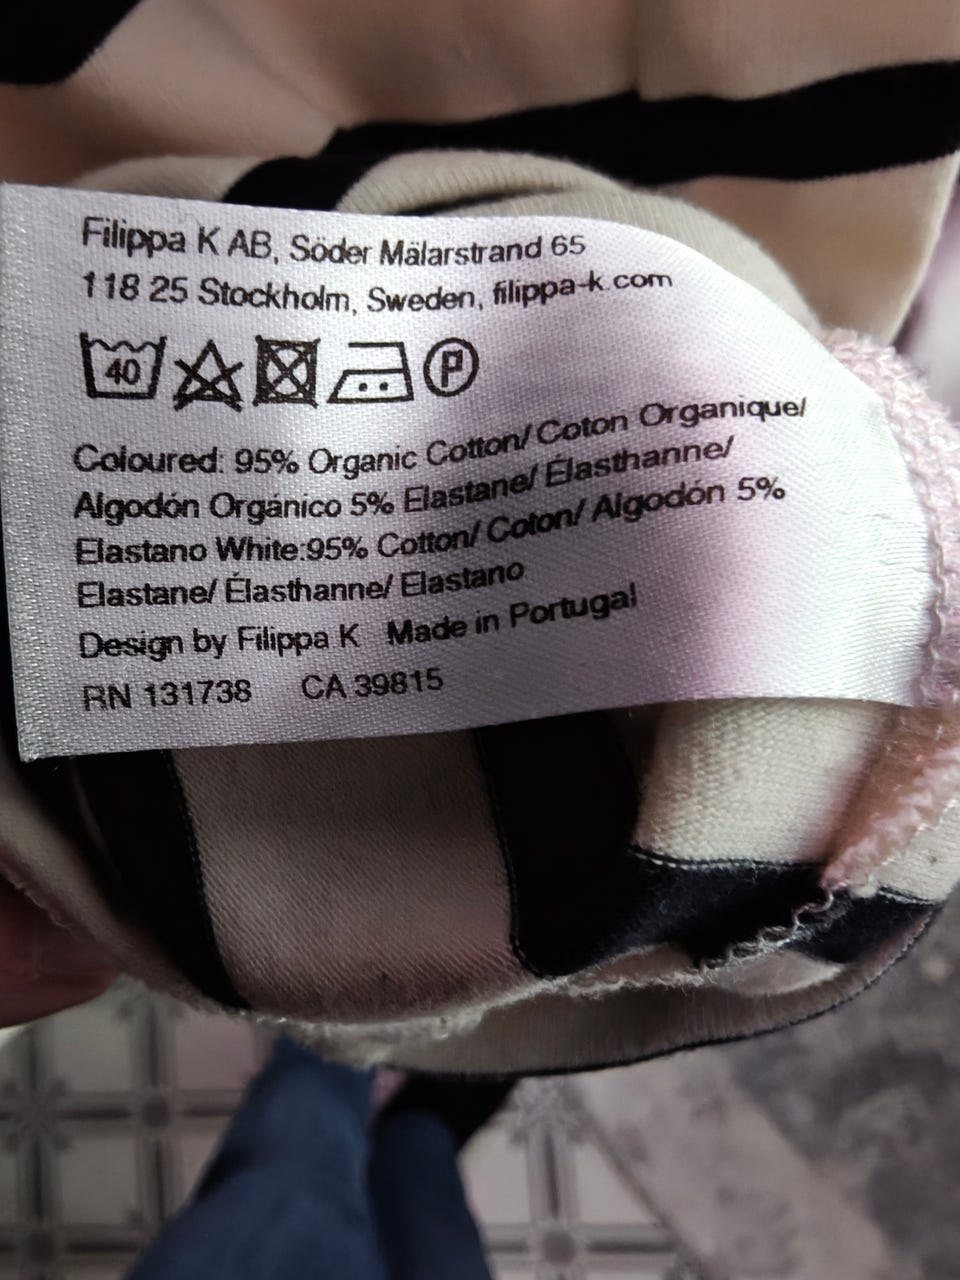 Filippa K AB, Söder Mälarstrand 65
118 25 Stockholm, Sweden, filippa-k.com
40 P
Coloured: 95% Organic Cotton/ Coton Organique/
Algodón Orgánico 5% Elastane/ Élasthanne/
Elastano White:95% Cotton/ Coton/ Algodón 5%
Elastane/ Élasthanne/ Elastano
Design by Filippa K Made in Portugal
RN 131738 CA 39815